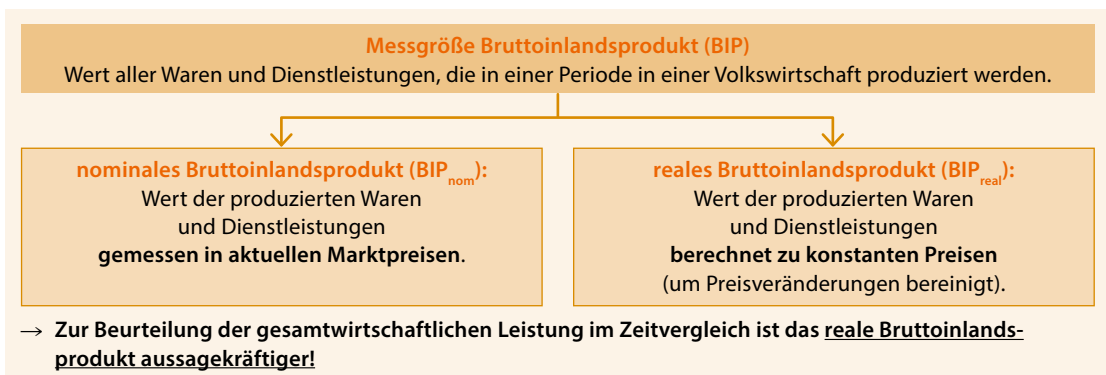 Messgröße Bruttoinlandsprodukt (BIP)
Wert aller Waren und Dienstleistungen, die in einer Periode in einer Volkswirtschaft produziert werden.
nominales Bruttoinlandsprodukt (BIPnom):
Wert der produzierten Waren
und Dienstleistungen
gemessen in aktuellen Marktpreisen.
reales Bruttoinlandsprodukt (BIPreal):
Wert der produzierten Waren
und Dienstleistungen
berechnet zu konstanten Preisen
(um Preisveränderungen bereinigt).
→ Zur Beurteilung der gesamtwirtschaftlichen Leistung im Zeitvergleich ist das reale Bruttoinlands-
produkt aussagekräftiger!